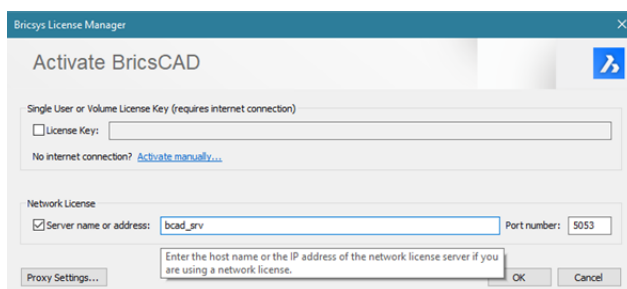 Bricsys License Manager
Activate BricsCAD
Single User or Volume License Key (requires internet connection)
License Key:
No internet connection? Activate manually...
Network License
Server name or address: bcad_srv Port number: 5053
Enter the host name or the IP address of the network license server if you
are using a network license.
Proxy Settings... OK Cancel